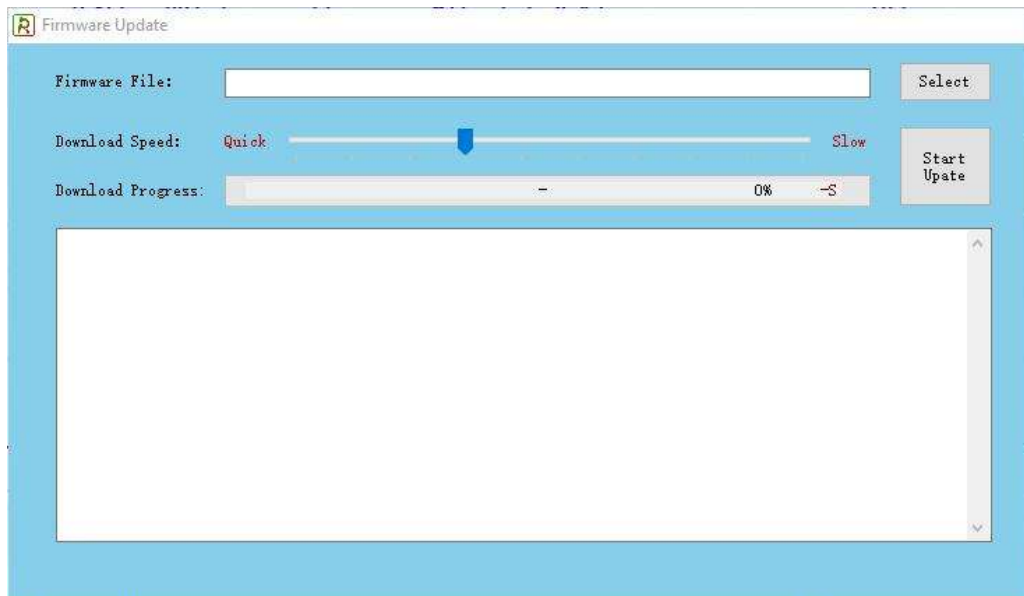 Firmware Update
Firmware File:
Select
Download Speed:
Quick
Slow
Start
Upate
Download Progress:
-
0%
-S